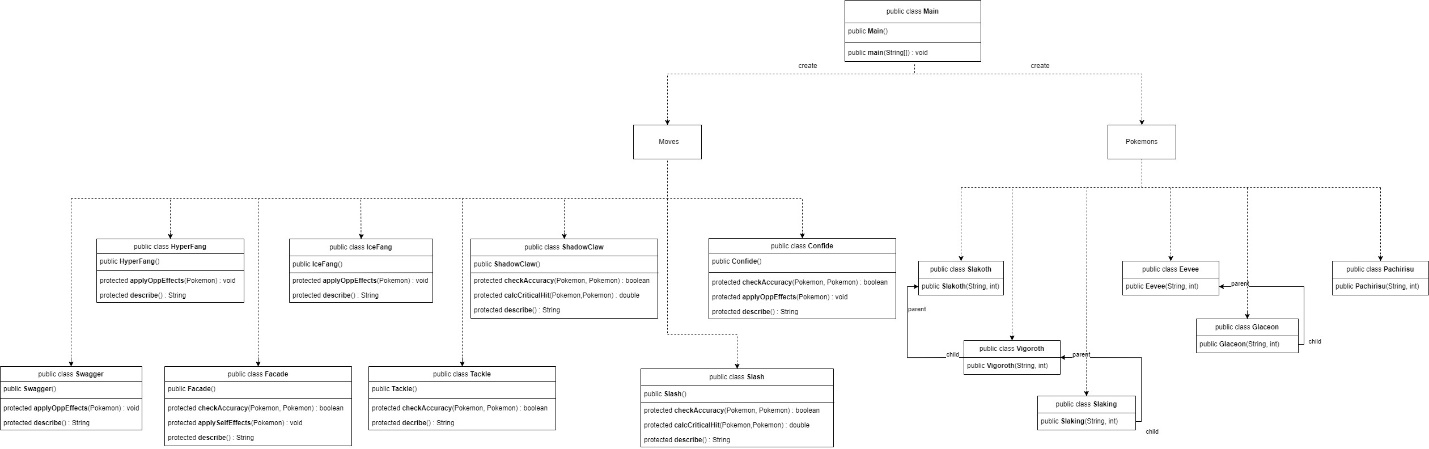 public class Main
public Main()
public main(String[]) : void
create
create
Moves
Pokemons
public class HyperFang
public HyperFang()
protected applyOppEffects(Pokemon) : void
protected describe() : String
public class IceFang
public IceFang()
protected applyOppEffects(Pokemon) : void
protected describe() : String
public class ShadowClaw
public ShadowClaw()
protected checkAccuracy(Pokemon, Pokemon) : boolean
protected calcCriticalHit(Pokemon,Pokemon) : double
protected describe() : String
public class Confide
public Confide()
protected checkAccuracy(Pokemon, Pokemon) : boolean
protected applyOppEffects(Pokemon) : void
protected describe() : String
public class Slakoth
public Slakoth(String, int)
public class Eevee
public Eevee(String, int)
public class Pachirisu
public Pachirisu(String, int)
parent
parent
public class Glaceon
public Glaceon(String, int)
child
public class Vigoroth
public Vigoroth(String, int)
child
parent
public class Swagger
public Swagger()
protected applyOppEffects(Pokemon) : void
protected describe() : String
public class Facade
public Facade()
protected checkAccuracy(Pokemon, Pokemon) : boolean
protected applySelfEffects(Pokemon) : void
protected describe() : String
public class Tackle
public Tackle()
protected checkAccuracy(Pokemon, Pokemon) : boolean
protected decribe() : String
public class Slash
public Slash()
protected checkAccuracy(Pokemon, Pokemon) : boolean
protected calcCriticalHit(Pokemon,Pokemon) : double
protected describe() : String
public class Slaking
public Slaking(String, int)
child